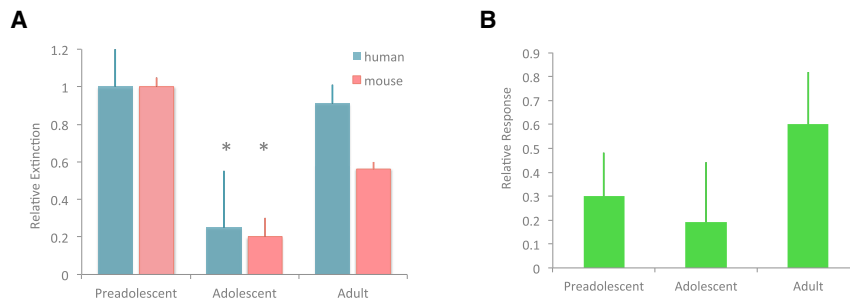 A
Relative Extinction
1.2
1
0.8
0.6
0.4
0.2
0
human
mouse
*
*
Preadolescent
Adolescent
Adult
B
Relative Response
0.9
0.8
0.7
0.6
0.5
0.4
0.3
0.2
0.1
0
Preadolescent
Adolescent
Adult